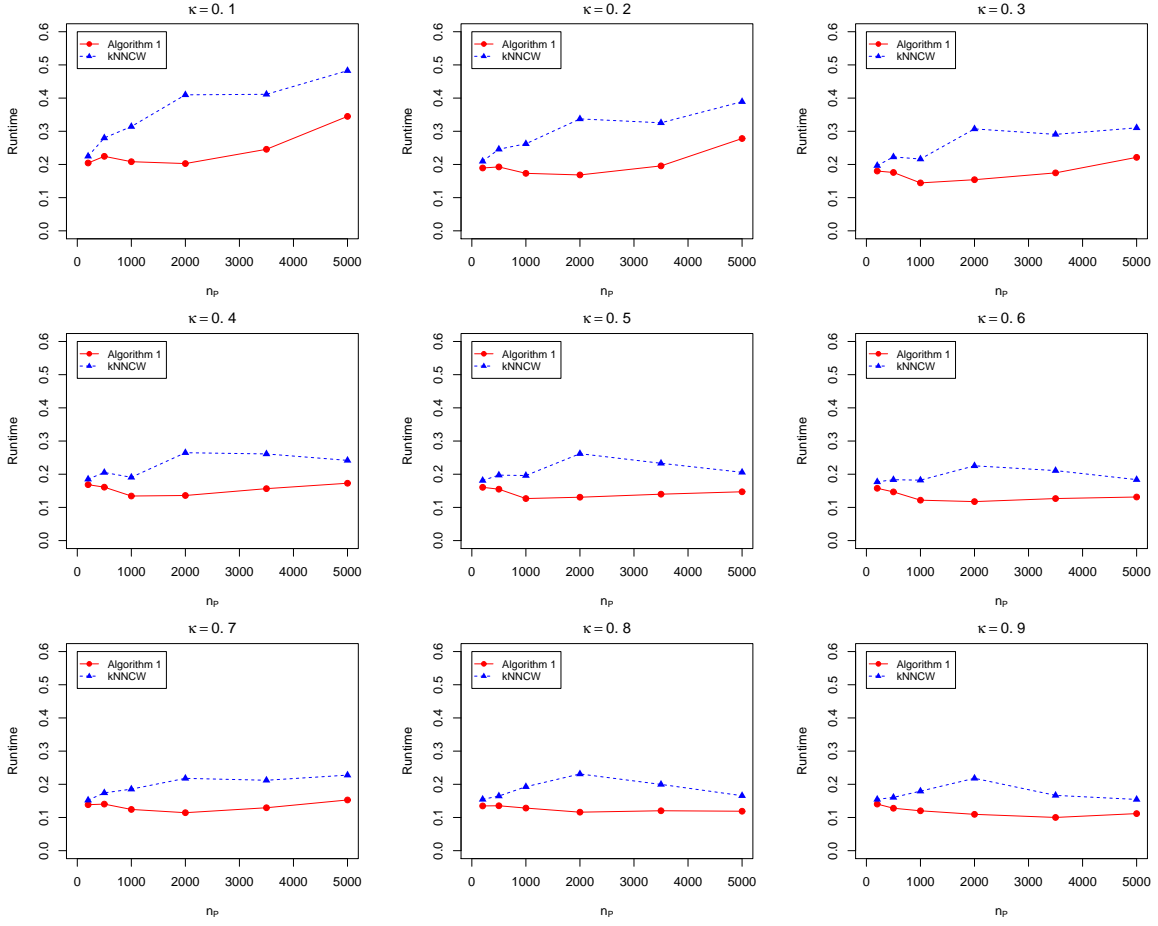 κ = 0. 1
Runtime
0.0 0.1 0.2 0.3 0.4 0.5 0.6
Algorithm 1
kNNCW
0 1000 2000 3000 4000 5000
nP
κ = 0. 2
Runtime
0.0 0.1 0.2 0.3 0.4 0.5 0.6
Algorithm 1
kNNCW
0 1000 2000 3000 4000 5000
nP
κ = 0. 3
Runtime
0.0 0.1 0.2 0.3 0.4 0.5 0.6
Algorithm 1
kNNCW
0 1000 2000 3000 4000 5000
nP
κ = 0. 4
Runtime
0.0 0.1 0.2 0.3 0.4 0.5 0.6
Algorithm 1
kNNCW
0 1000 2000 3000 4000 5000
nP
κ = 0. 5
Runtime
0.0 0.1 0.2 0.3 0.4 0.5 0.6
Algorithm 1
kNNCW
0 1000 2000 3000 4000 5000
nP
κ = 0. 6
Runtime
0.0 0.1 0.2 0.3 0.4 0.5 0.6
Algorithm 1
kNNCW
0 1000 2000 3000 4000 5000
nP
κ = 0. 7
Runtime
0.0 0.1 0.2 0.3 0.4 0.5 0.6
Algorithm 1
kNNCW
0 1000 2000 3000 4000 5000
nP
κ = 0. 8
Runtime
0.0 0.1 0.2 0.3 0.4 0.5 0.6
Algorithm 1
kNNCW
0 1000 2000 3000 4000 5000
nP
κ = 0. 9
Runtime
0.0 0.1 0.2 0.3 0.4 0.5 0.6
Algorithm 1
kNNCW
0 1000 2000 3000 4000 5000
nP